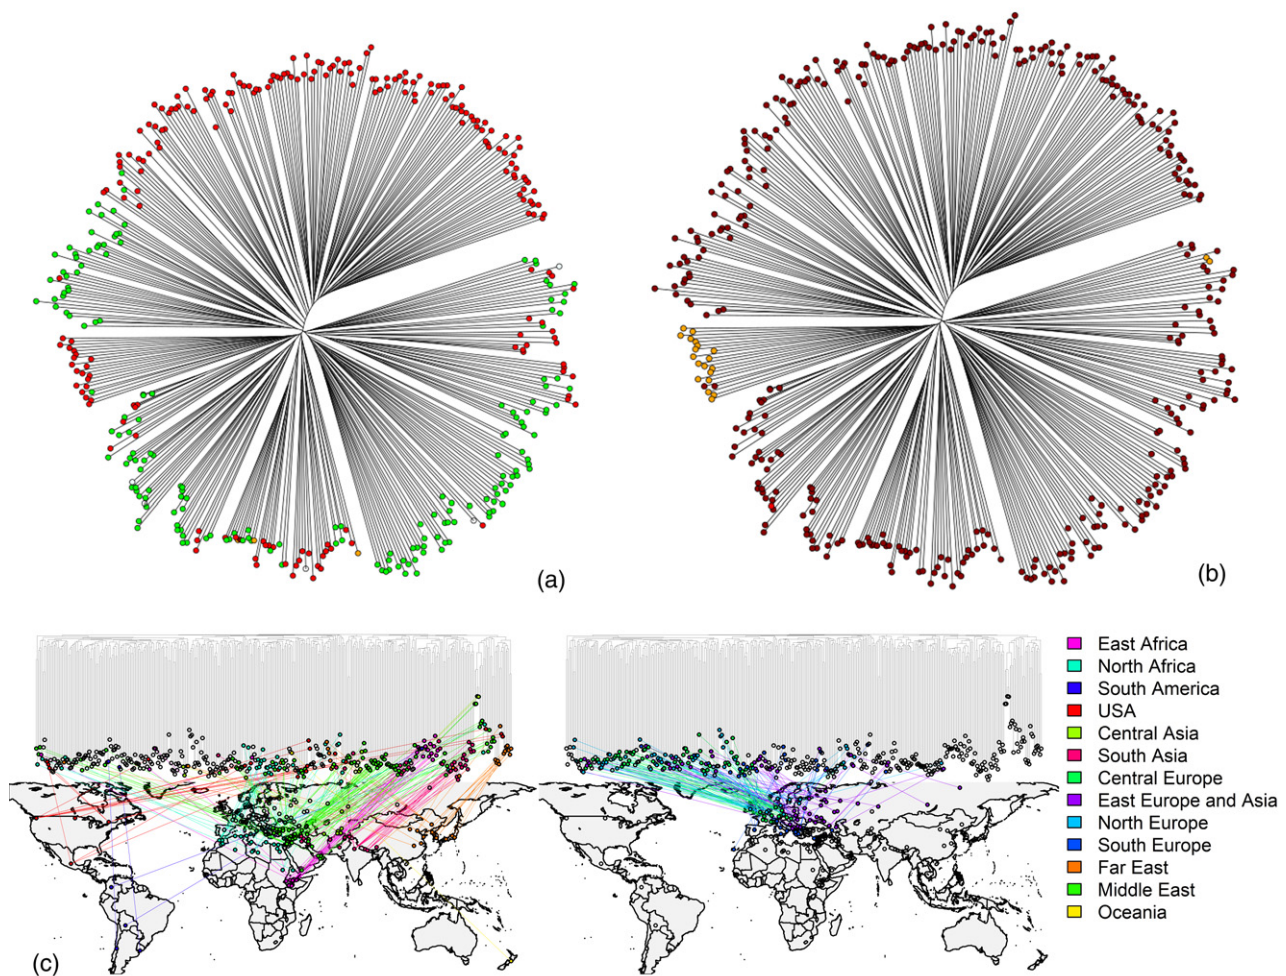 (a)
(b)
East Africa
North Africa
South America
USA
Central Asia
South Asia
Central Europe
East Europe and Asia
North Europe
South Europe
Far East
Middle East
Oceania
(c)